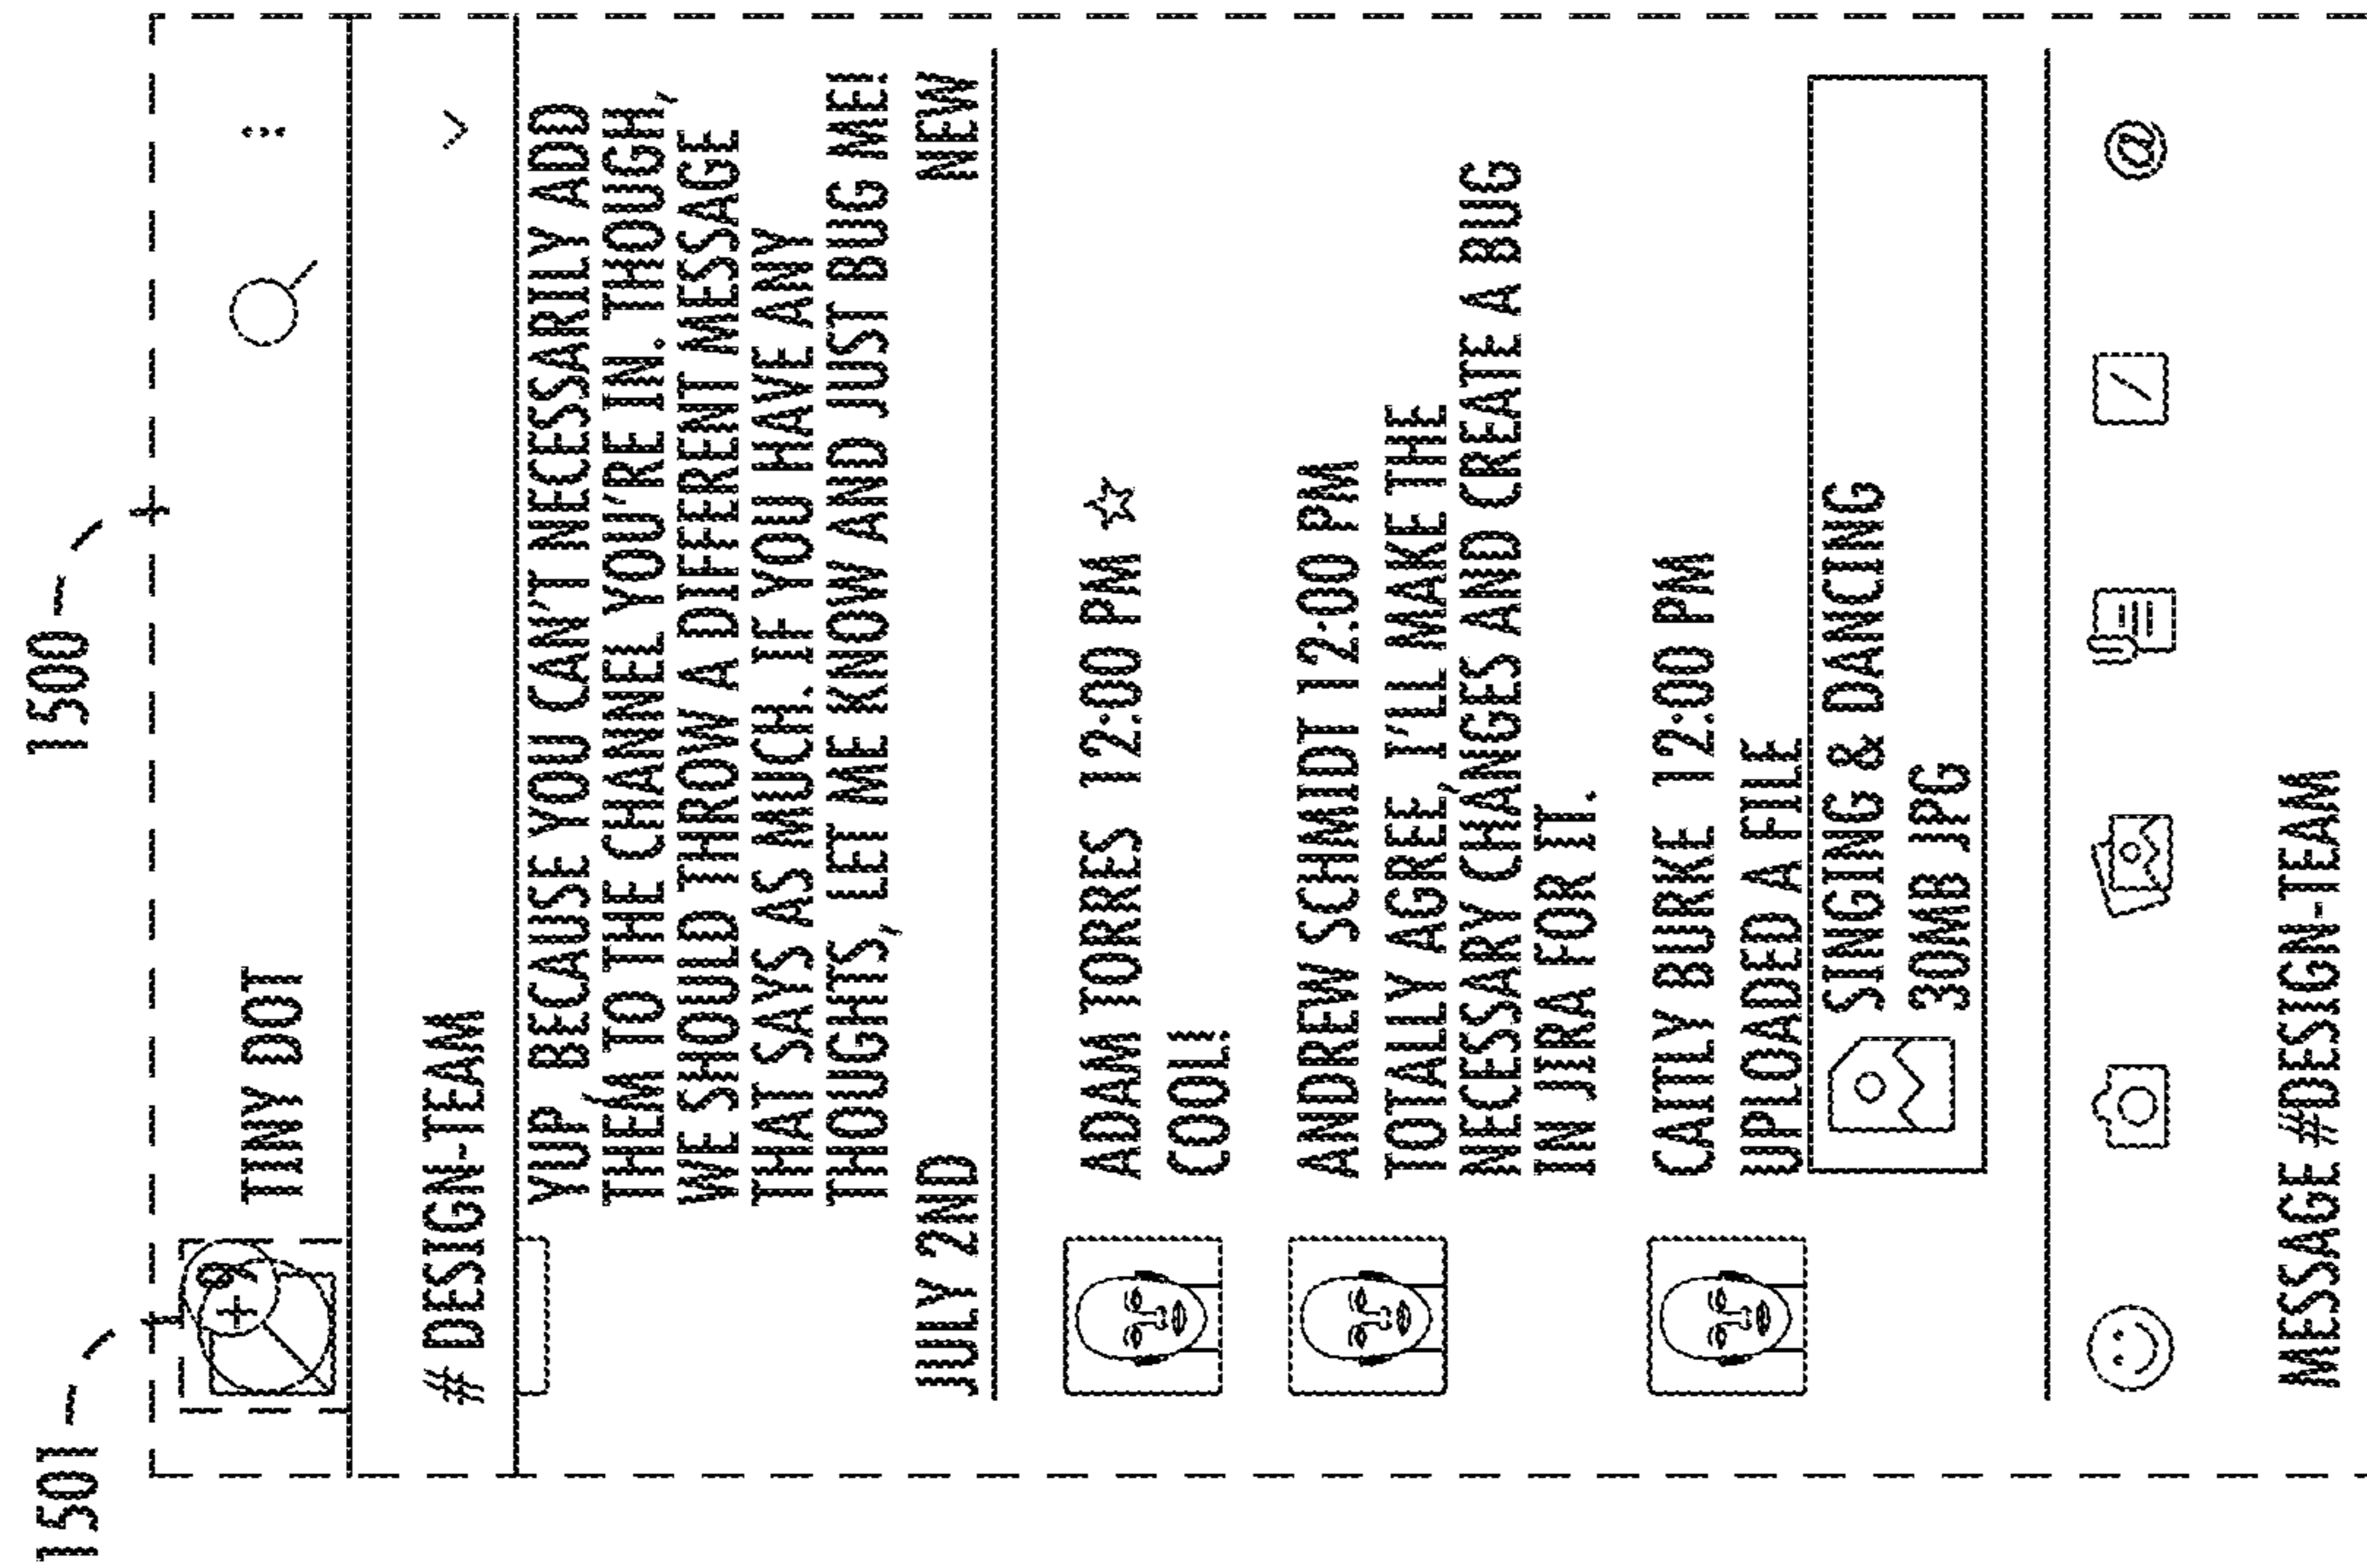 1500
1501
9
+
TINY DOT
# DESIGN-TEAM
YUP, BECAUSE YOU CAN'T NECESSARILY ADD
THEM TO THE CHANNEL YOU'RE IN. THOUGH,
WE SHOULD THROW A DIFFERENT MESSAGE
THAT SAYS AS MUCH. IF YOU HAVE ANY
THOUGHTS, LET ME KNOW AND JUST BUG ME!
JULY 2ND NEW
ADAM TORRES 12:00 PM ☆
COOL!
ANDREW SCHMIDT 12:00 PM
TOTALLY AGREE, I'LL MAKE THE
NECESSARY CHANGES AND CREATE A BUG
IN JIRA FOR IT.
CAITLY BURKE 12:00 PM
UPLOADED A FILE
SINGING & DANCING
30MB JPG
/ @
MESSAGE #DESIGN-TEAM